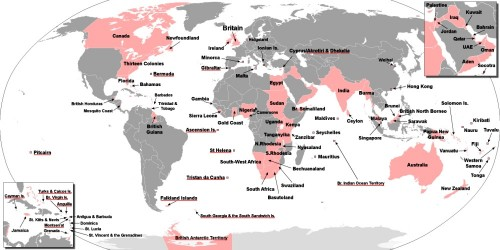 Palestine
Iraq
Kuwait
Jordan
Bahrain
Qatar
UAE
Oman
Aden
Socotra
Britain
Canada
Newfoundland
Ireland
Heligoland
Minorca
Ionian Is.
Gibraltar
Cyprus/Akrotiri & Dhekelia
Malta
Thirteen Colonies
Bermuda
Florida
Bahamas
Egypt
India
Burma
Hong Kong
British Honduras
Barbados
Mosquito Coast
Trinidad &
Tobago
Gambia
Sudan
Nigeria
Br. Somaliland
Brunei
British North Borneo
Sierra Leone
Cameroons
Maldives
Malaya
Sarawak
Solomon Is.
Gold Coast
Uganda
Kenya
Ceylon
Singapore
Papua New
Guinea
Kiribati
Nauru
Tuvalu
British
Guiana
Ascension Is.
Tanganyika
Seychelles
Zanzibar
N.Rhodesia
Nyasaland
Fiji
Vanuatu
Western
Samoa
Tonga
Pitcairn
St Helena
S.Rhodesia
Mauritius
South-West Africa
Bechuanaland
Australia
Tristan da Cunha
Swaziland
Br. Indian Ocean Territory
South Africa
Basutoland
New Zealand
Falkland Islands
South Georgia & the South Sandwich Is.
British Antarctic Territory
Turks & Caicos Is.
Cayman Is.
Br. Virgin Is.
Anguilla
Antigua & Barbuda
St. Kitts & Nevis
Montserrat
Dominica
Jamaica
Grenada
St. Lucia
St. Vincent & the Grenadines